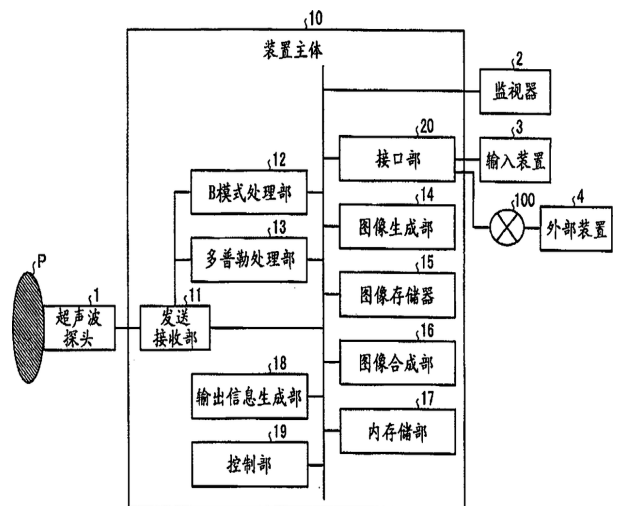 10
装置主体
2
监视器
20
接口部
3
输入装置
12
B模式处理部
14
图像生成部
100
4
外部装置
13
多普勒处理部
15
图像存储器
P
1
超声波
探头
11
发送
接收部
16
图像合成部
18
输出信息生成部
17
内存储部
19
控制部